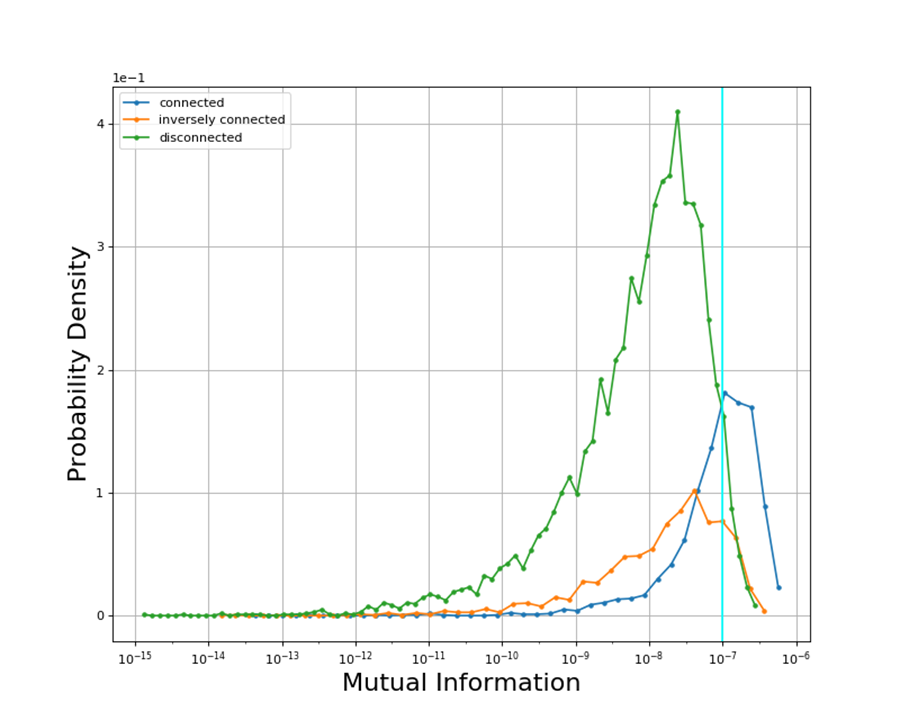 1e−1
connected
inversely connected
disconnected
4
3
2
1
0
Probability Density
10⁻¹⁵ 10⁻¹⁴ 10⁻¹³ 10⁻¹² 10⁻¹¹ 10⁻¹⁰ 10⁻⁹ 10⁻⁸ 10⁻⁷ 10⁻⁶
Mutual Information